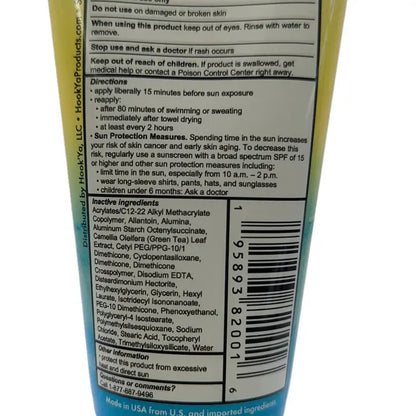 Do not use on damaged or broken skin
When using this product keep out of eyes. Rinse with water to
remove.
Stop use and ask a doctor if rash occurs
Keep out of reach of children. If product is swallowed, get
medical help or contact a Poison Control Center right away.
Directions
• apply liberally 15 minutes before sun exposure
• reapply:
• after 80 minutes of swimming or sweating
• immediately after towel drying
• at least every 2 hours
• Sun Protection Measures. Spending time in the sun increases
your risk of skin cancer and early skin aging. To decrease this
risk, regularly use a sunscreen with a broad spectrum SPF of 15
or higher and other sun protection measures including:
• limit time in the sun, especially from 10 a.m. – 2 p.m.
• wear long-sleeve shirts, pants, hats, and sunglasses
• children under 6 months: Ask a doctor
Inactive ingredients
Acrylates/C12-22 Alkyl Methacrylate
Copolymer, Allantoin, Alumina,
Aluminum Starch Octenylsuccinate,
Camellia Oleifera (Green Tea) Leaf
Extract, Cetyl PEG/PPG-10/1
Dimethicone, Cyclopentasiloxane,
Dimethicone, Dimethicone
Crosspolymer, Disodium EDTA,
Disteardimonium Hectorite,
Ethylhexylglycerin, Glycerin, Hexyl
Laurate, Isotridecyl Isononanoate,
PEG-10 Dimethicone, Phenoxyethanol,
Polyglyceryl-4 Isostearate,
Polymethylsilsesquioxane, Sodium
Chloride, Stearic Acid, Tocopheryl
Acetate, Trimethylsiloxysilicate, Water
Other information
• protect this product from excessive
heat and direct sun
Questions or comments?
Call 1-877-687-9496
Made in USA from U.S. and imported ingredients
Distributed by Hook'Ya, LLC • HookYaProducts.com
1 95893 82001 6